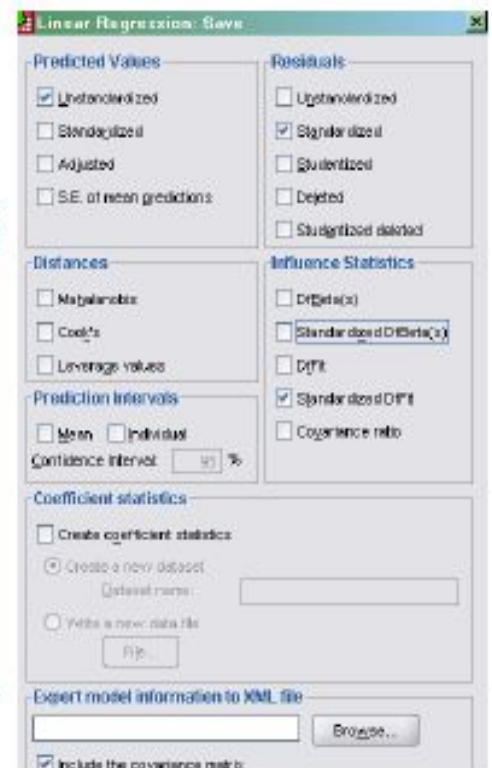 Linear Regression: Save
Predicted Values
Unstandardized
Standardized
Adjusted
S.E. of mean predictions
Residuals
Unstandardized
Standardized
Studentized
Deleted
Studentized deleted
Distances
Mahalanobis
Cook's
Leverage values
Influence Statistics
DfBeta(s)
Standardized DfBeta(s)
DfFit
Standardized DfFit
Covariance ratio
Prediction Intervals
Mean Individual
Confidence Interval: 95 %
Coefficient statistics
Create coefficient statistics
Create a new dataset
Dataset name:
Write a new data file
File...
Export model information to XML file
Browse...
Include the covariance matrix